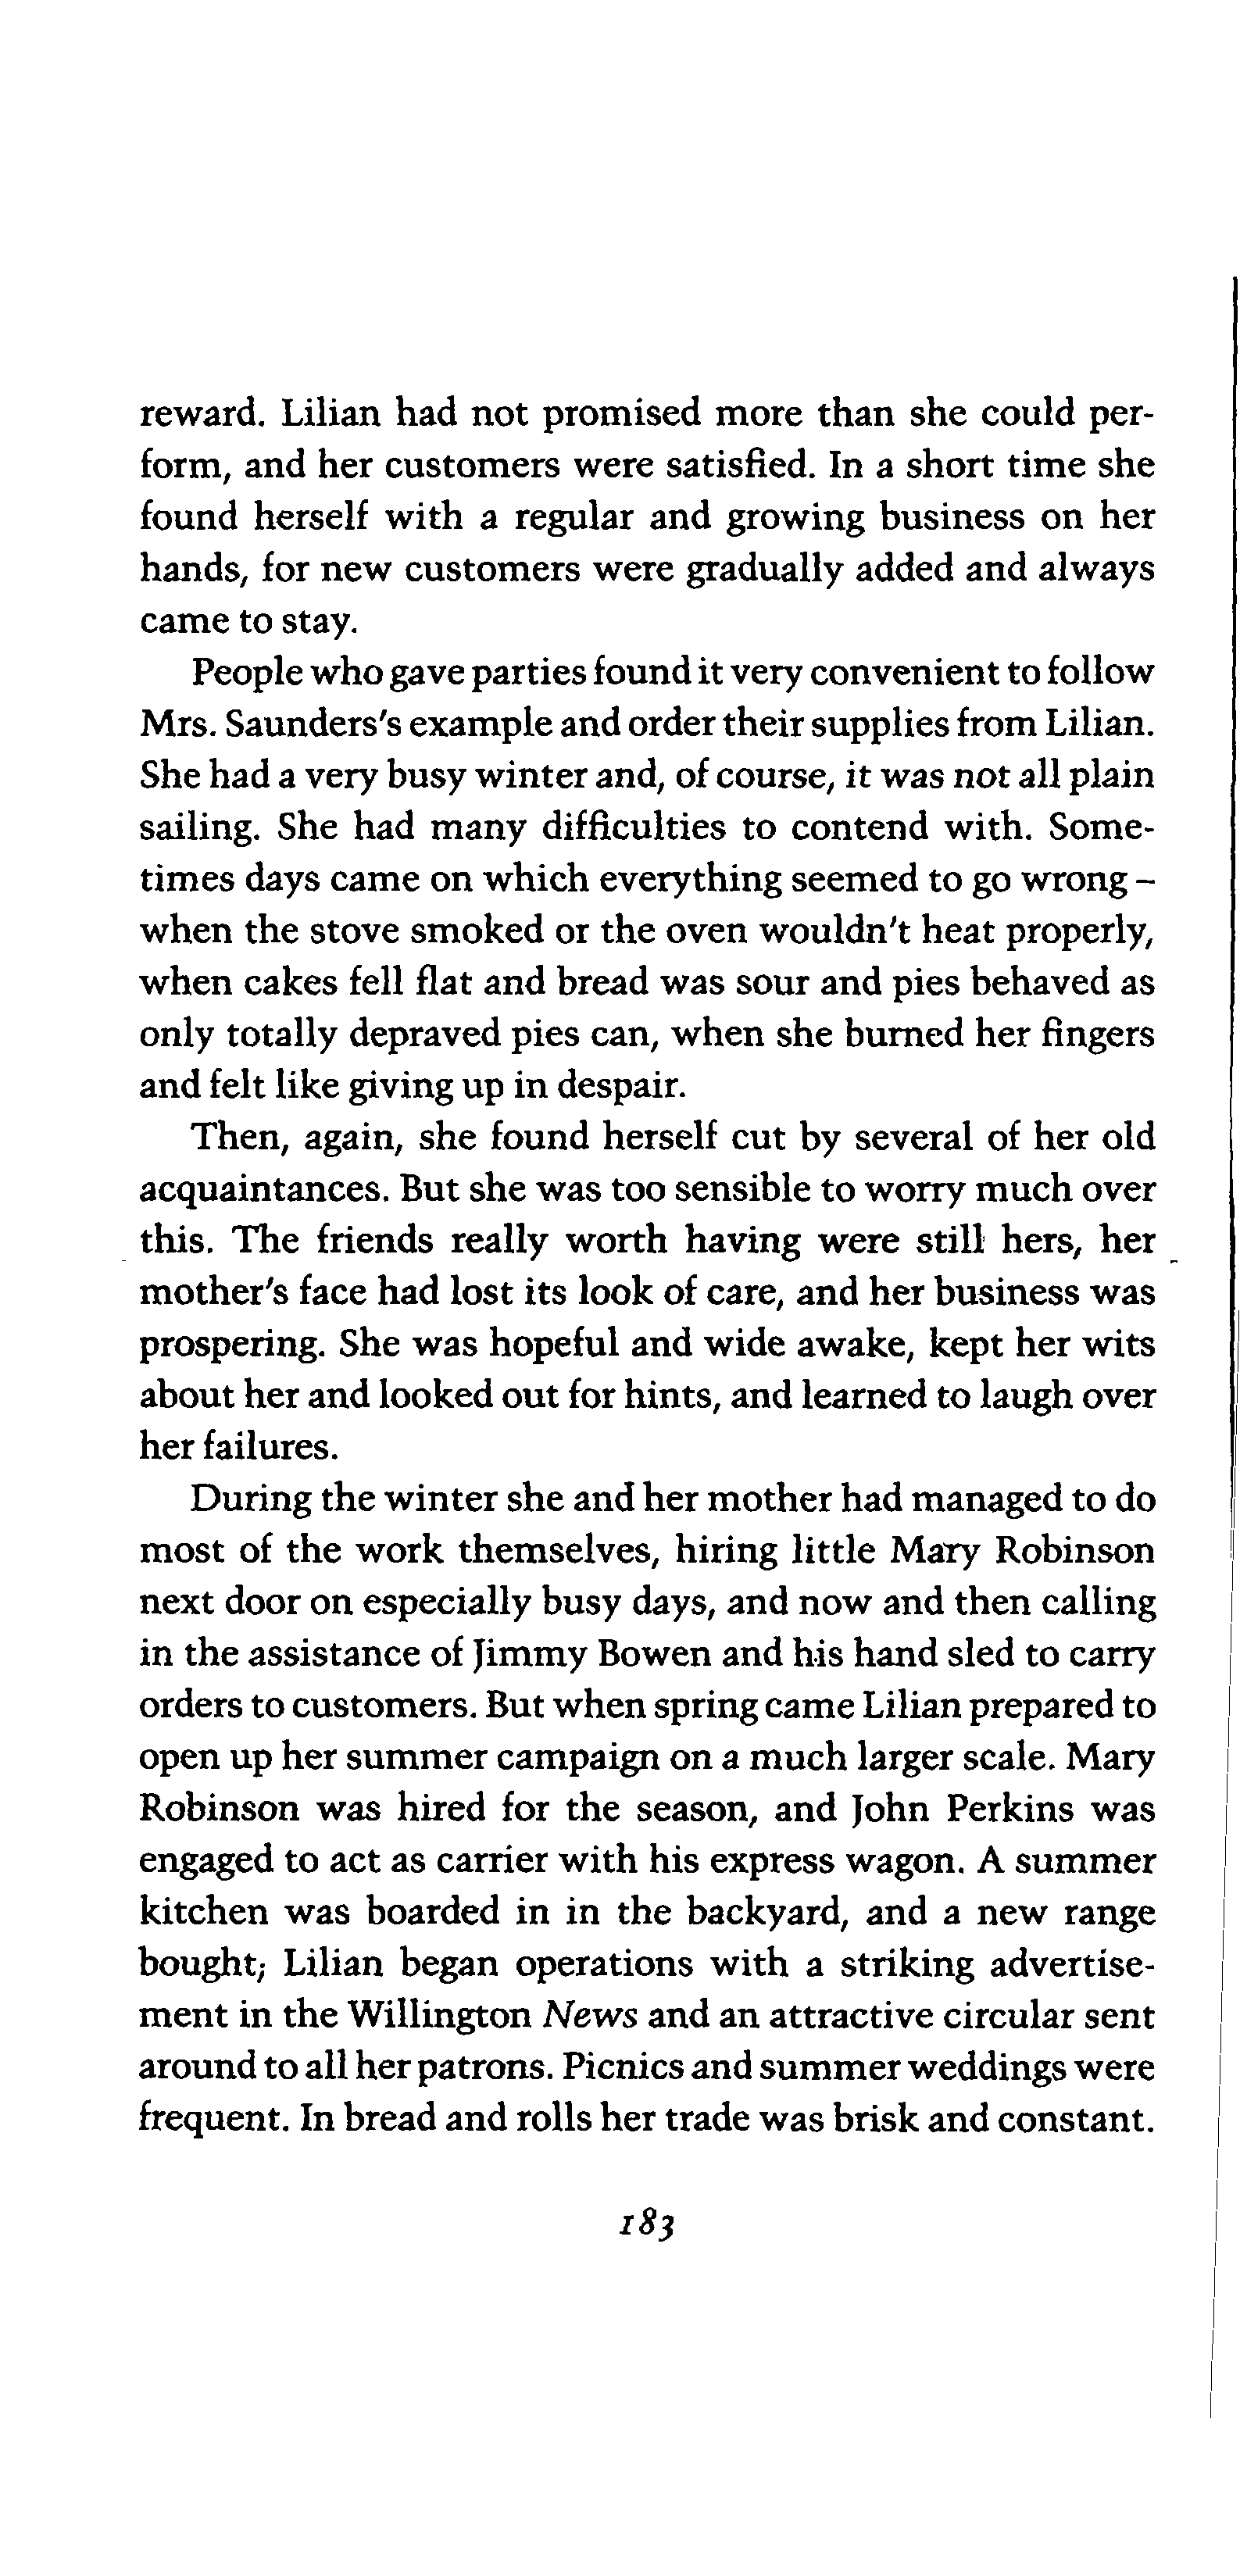 reward. Lilian had not promised more than she could per-
form, and her customers were satisfied. In a short time she
found herself with a regular and growing business on her
hands, for new customers were gradually added and always
came to stay.
People who gave parties found it very convenient to follow
Mrs. Saunders's example and order their supplies from Lilian.
She had a very busy winter and, of course, it was not all plain
sailing. She had many difficulties to contend with. Some-
times days came on which everything seemed to go wrong –
when the stove smoked or the oven wouldn't heat properly,
when cakes fell flat and bread was sour and pies behaved as
only totally depraved pies can, when she burned her fingers
and felt like giving up in despair.
Then, again, she found herself cut by several of her old
acquaintances. But she was too sensible to worry much over
this. The friends really worth having were still hers, her
mother's face had lost its look of care, and her business was
prospering. She was hopeful and wide awake, kept her wits
about her and looked out for hints, and learned to laugh over
her failures.
During the winter she and her mother had managed to do
most of the work themselves, hiring little Mary Robinson
next door on especially busy days, and now and then calling
in the assistance of Jimmy Bowen and his hand sled to carry
orders to customers. But when spring came Lilian prepared to
open up her summer campaign on a much larger scale. Mary
Robinson was hired for the season, and John Perkins was
engaged to act as carrier with his express wagon. A summer
kitchen was boarded in in the backyard, and a new range
bought; Lilian began operations with a striking advertise-
ment in the Willington News and an attractive circular sent
around to all her patrons. Picnics and summer weddings were
frequent. In bread and rolls her trade was brisk and constant.
183